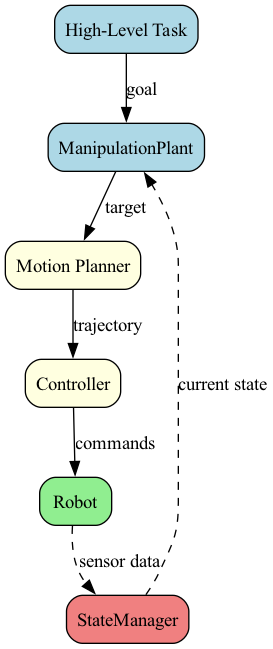 High-Level Task
goal
ManipulationPlant
target
Motion Planner
trajectory
Controller
current state
commands
Robot
sensor data
StateManager